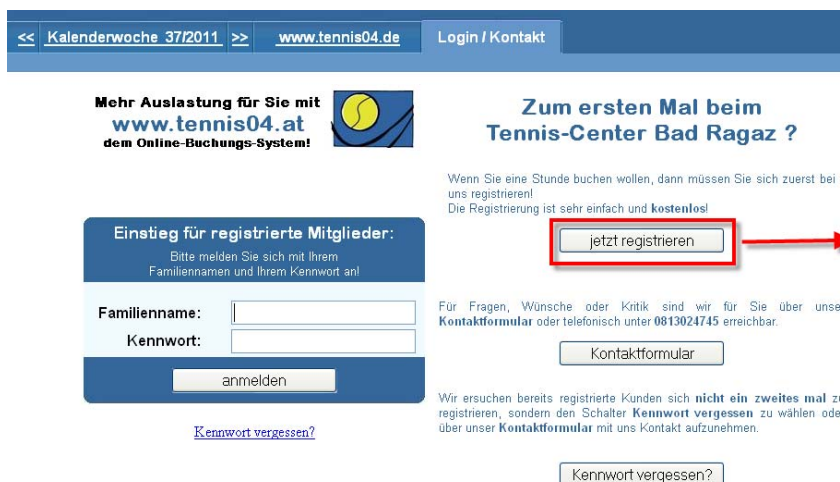 << Kalenderwoche 37/2011 >> www.tennis04.de Login / Kontakt
Mehr Auslastung für Sie mit
www.tennis04.at
dem Online-Buchungs-System!
Einstieg für registrierte Mitglieder:
Bitte melden Sie sich mit Ihrem
Familiennamen und Ihrem Kennwort an!
Familienname:
Kennwort:
anmelden
Kennwort vergessen?
Zum ersten Mal beim
Tennis-Center Bad Ragaz ?
Wenn Sie eine Stunde buchen wollen, dann müssen Sie sich zuerst bei
uns registrieren!
Die Registrierung ist sehr einfach und kostenlos!
jetzt registrieren
Für Fragen, Wünsche oder Kritik sind wir für Sie über unse
Kontaktformular oder telefonisch unter 0813024745 erreichbar.
Kontaktformular
Wir ersuchen bereits registrierte Kunden sich nicht ein zweites mal zu
registrieren, sondern den Schalter Kennwort vergessen zu wählen ode
über unser Kontaktformular mit uns Kontakt aufzunehmen.
Kennwort vergessen?